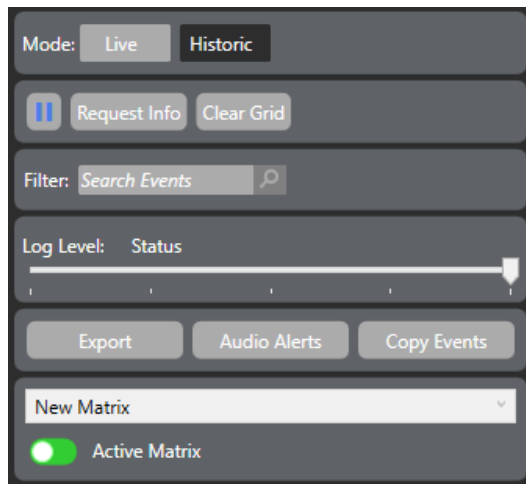 Mode: Live Historic
Request Info Clear Grid
Filter: Search Events
Log Level: Status
Export Audio Alerts Copy Events
New Matrix
Active Matrix